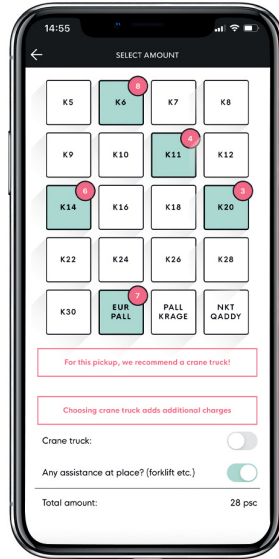 14:55
SELECT AMOUNT
8
K5 K6 K7 K8
4
K9 K10 K11 K12
6 3
K14 K16 K18 K20
K22 K24 K26 K28
7
K30 EUR PALL NKT
PALL KRAGE QADDY
For this pickup, we recommend a crane truck!
Choosing crane truck adds additional charges
Crane truck:
Any assistance at place? (forklift etc.)
Total amount: 28 psc